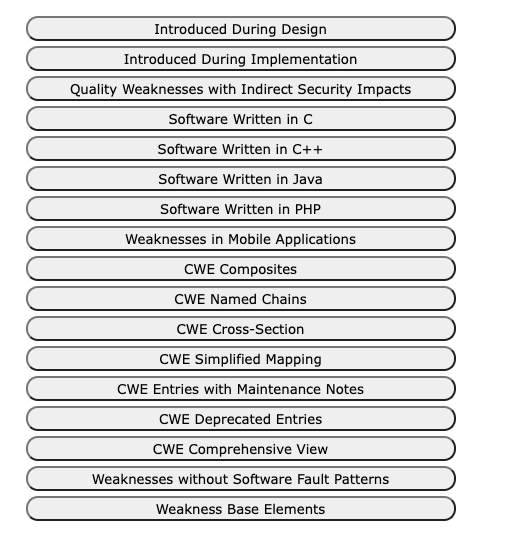 Introduced During Design
Introduced During Implementation
Quality Weaknesses with Indirect Security Impacts
Software Written in C
Software Written in C++
Software Written in Java
Software Written in PHP
Weaknesses in Mobile Applications
CWE Composites
CWE Named Chains
CWE Cross-Section
CWE Simplified Mapping
CWE Entries with Maintenance Notes
CWE Deprecated Entries
CWE Comprehensive View
Weaknesses without Software Fault Patterns
Weakness Base Elements